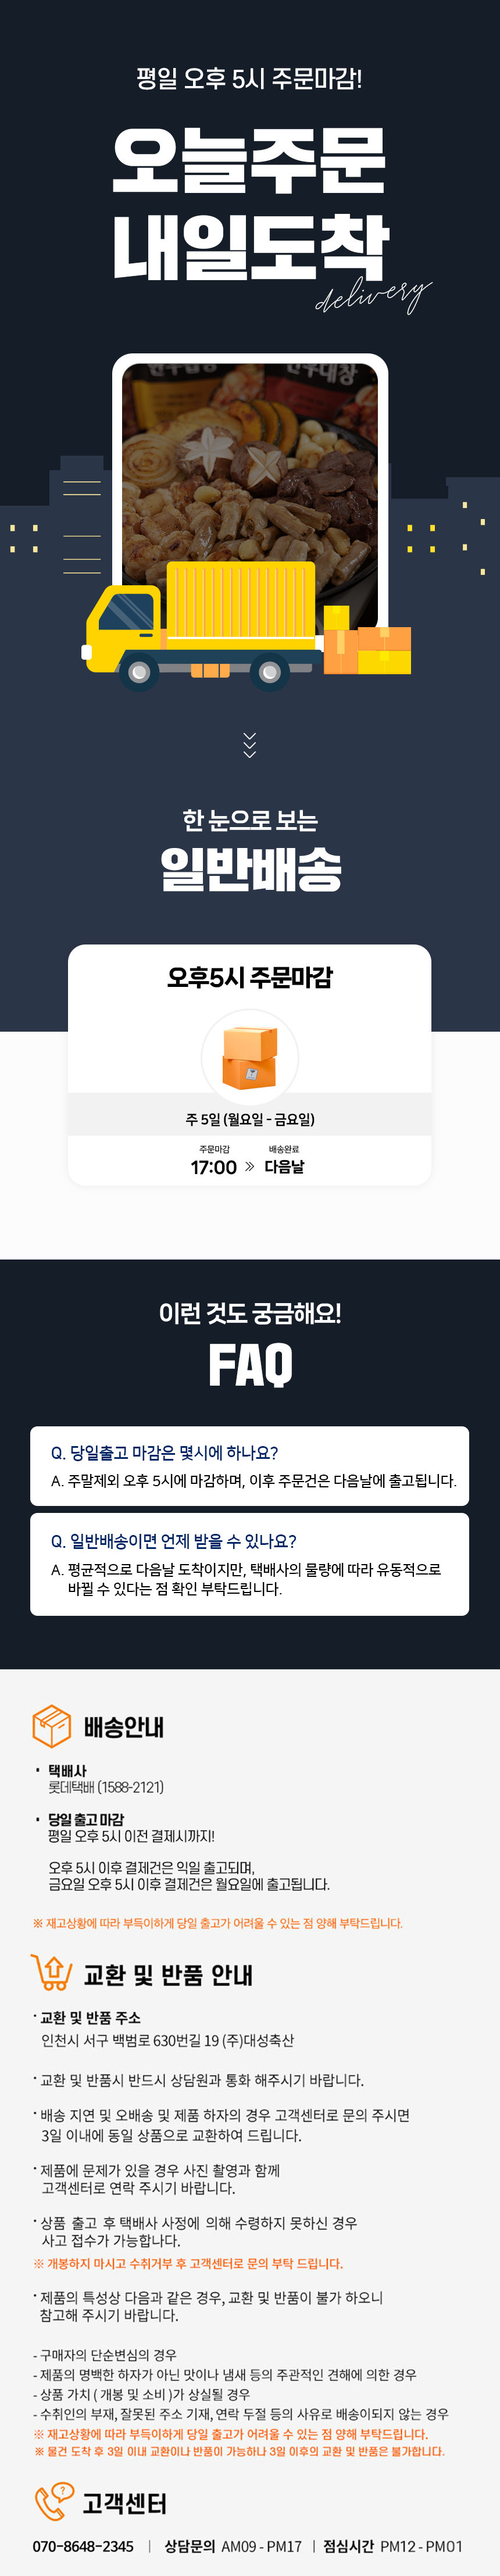 평일 오후 5시 주문마감!
오늘주문
내일도착
delivery
한우대창
한 눈으로 보는
일반배송
오후5시 주문마감
주 5일 (월요일 - 금요일)
주문마감 배송완료
17:00 다음날
이런 것도 궁금해요!
FAQ
Q. 당일출고 마감은 몇시에 하나요?
A. 주말제외 오후 5시에 마감하며, 이후 주문건은 다음날에 출고됩니다.
Q. 일반배송이면 언제 받을 수 있나요?
A. 평균적으로 다음날 도착이지만, 택배사의 물량에 따라 유동적으로
바뀔 수 있다는 점 확인 부탁드립니다.
배송안내
· 택배사
롯데택배 (1588-2121)
· 당일 출고 마감
평일 오후 5시 이전 결제시까지!
오후 5시 이후 결제건은 익일 출고되며,
금요일 오후 5시 이후 결제건은 월요일에 출고됩니다.
※ 재고상황에 따라 부득이하게 당일 출고가 어려울 수 있는 점 양해 부탁드립니다.
교환 및 반품 안내
· 교환 및 반품 주소
인천시 서구 백범로 630번길 19 (주)대성축산
· 교환 및 반품시 반드시 상담원과 통화 해주시기 바랍니다.
· 배송 지연 및 오배송 및 제품 하자의 경우 고객센터로 문의 주시면
3일 이내에 동일 상품으로 교환하여 드립니다.
· 제품에 문제가 있을 경우 사진 촬영과 함께
고객센터로 연락 주시기 바랍니다.
· 상품 출고 후 택배사 사정에 의해 수령하지 못하신 경우
사고 접수가 가능합나다.
※ 개봉하지 마시고 수취거부 후 고객센터로 문의 부탁 드립니다.
· 제품의 특성상 다음과 같은 경우, 교환 및 반품이 불가 하오니
참고해 주시기 바랍니다.
- 구매자의 단순변심의 경우
- 제품의 명백한 하자가 아닌 맛이나 냄새 등의 주관적인 견해에 의한 경우
- 상품 가치 ( 개봉 및 소비 )가 상실될 경우
- 수취인의 부재, 잘못된 주소 기재, 연락 두절 등의 사유로 배송이되지 않는 경우
※ 재고상황에 따라 부득이하게 당일 출고가 어려울 수 있는 점 양해 부탁드립니다.
※ 물건 도착 후 3일 이내 교환이나 반품이 가능하나 3일 이후의 교환 및 반품은 불가합니다.
고객센터
070-8648-2345 | 상담문의 AM09 - PM17 | 점심시간 PM12 - PM01